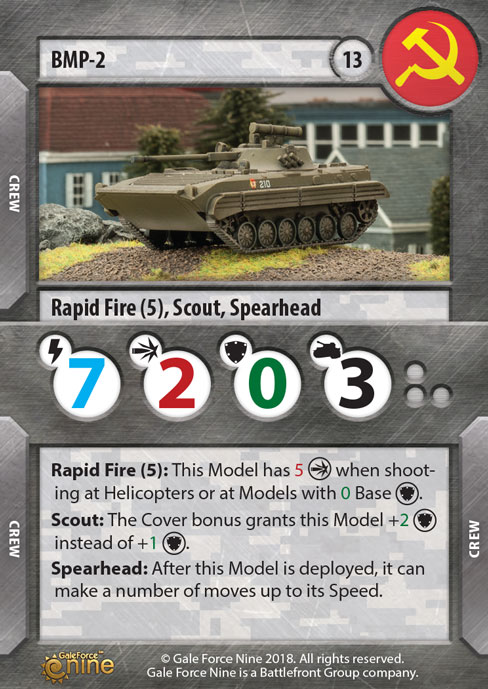 BMP-2
13
CREW
210
Rapid Fire (5), Scout, Spearhead
7 2 0 3
Rapid Fire (5): This Model has 5 when shoot-
ing at Helicopters or at Models with 0 Base .
Scout: The Cover bonus grants this Model +2
instead of +1 .
Spearhead: After this Model is deployed, it can
make a number of moves up to its Speed.
CREW
CREW
GaleForce™
nine
© Gale Force Nine 2018. All rights reserved.
Gale Force Nine is a Battlefront Group company.